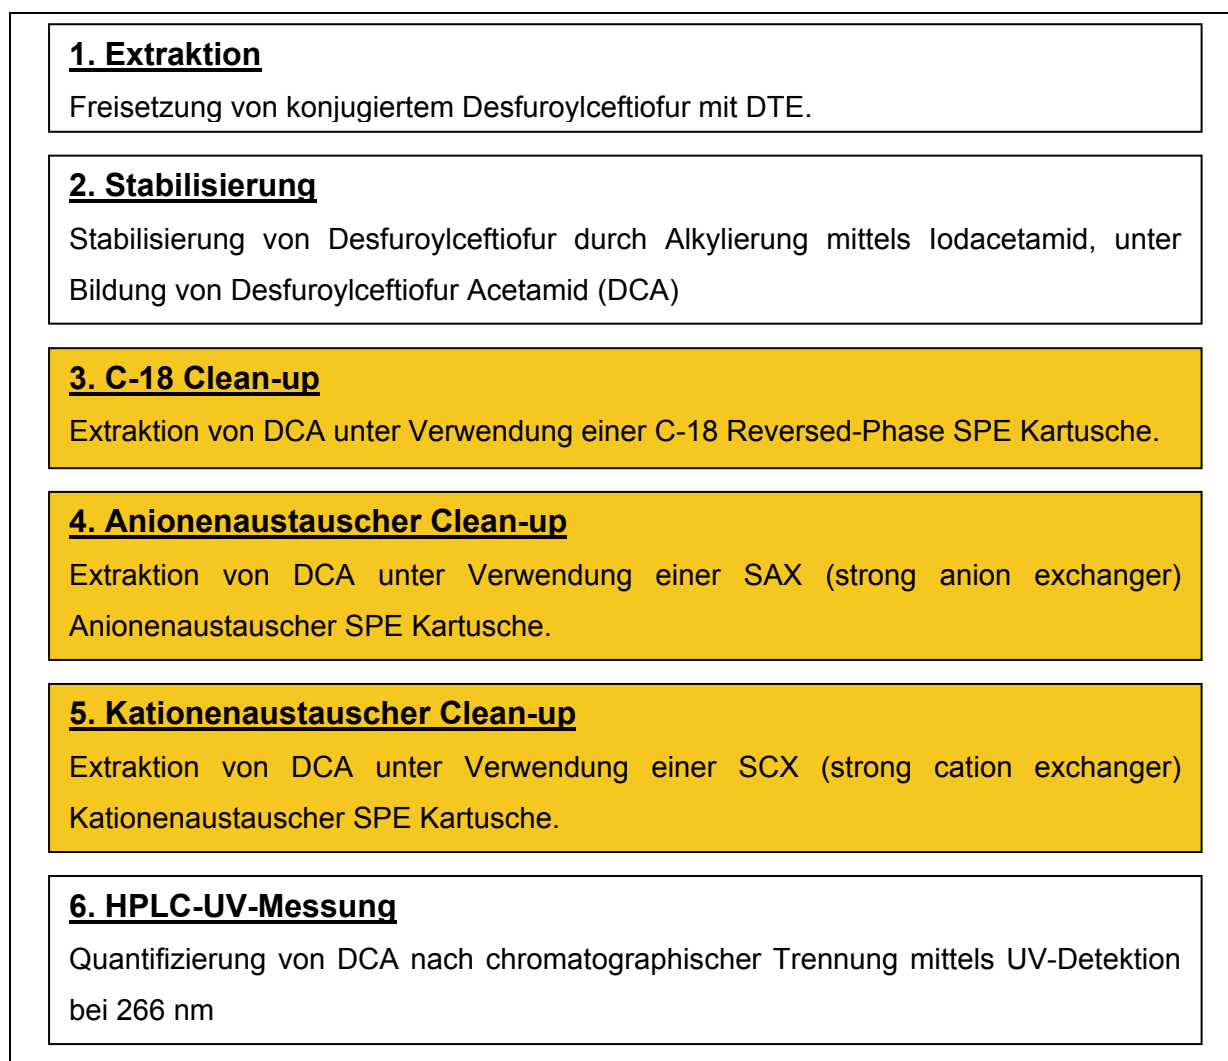 1. Extraktion
Freisetzung von konjugiertem Desfuroylceftiofur mit DTE.
2. Stabilisierung
Stabilisierung von Desfuroylceftiofur durch Alkylierung mittels Iodacetamid, unter
Bildung von Desfuroylceftiofur Acetamid (DCA)
3. C-18 Clean-up
Extraktion von DCA unter Verwendung einer C-18 Reversed-Phase SPE Kartusche.
4. Anionenaustauscher Clean-up
Extraktion von DCA unter Verwendung einer SAX (strong anion exchanger)
Anionenaustauscher SPE Kartusche.
5. Kationenaustauscher Clean-up
Extraktion von DCA unter Verwendung einer SCX (strong cation exchanger)
Kationenaustauscher SPE Kartusche.
6. HPLC-UV-Messung
Quantifizierung von DCA nach chromatographischer Trennung mittels UV-Detektion
bei 266 nm